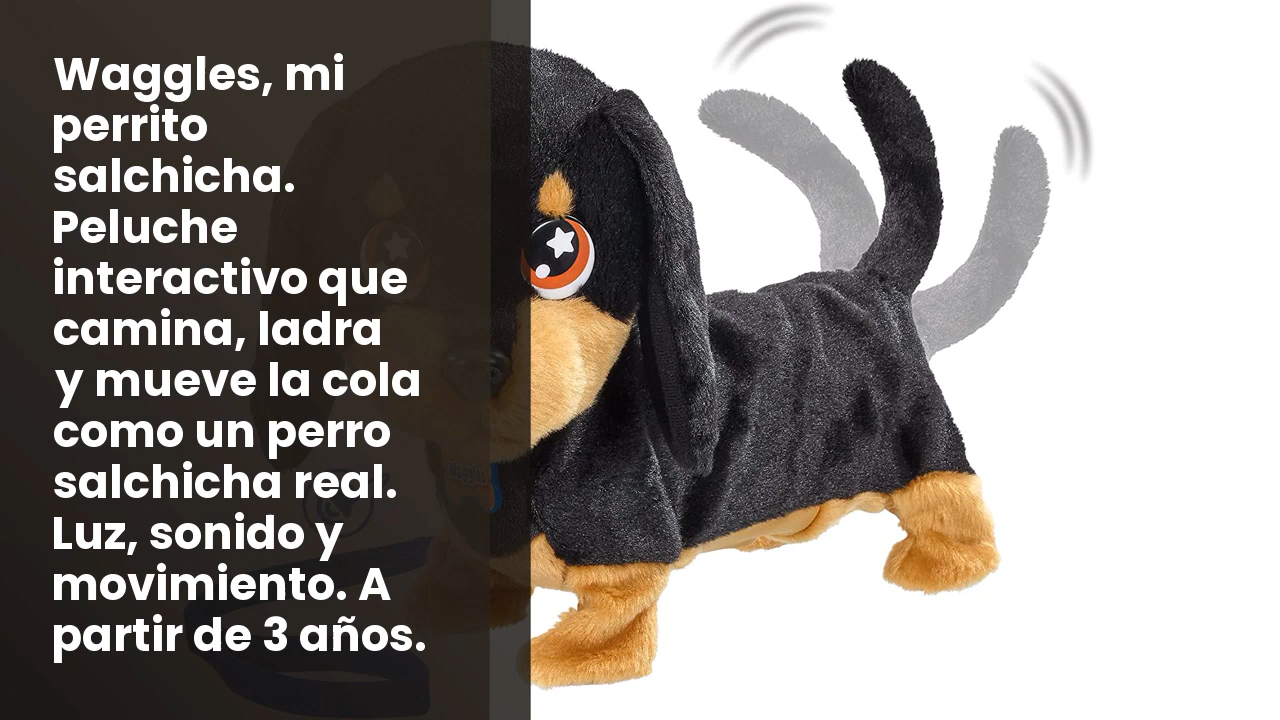 Waggles, mi
perrito
salchicha.
Peluche
interactivo que
camina, ladra
y mueve la cola
como un perro
salchicha real.
Luz, sonido y
movimiento. A
partir de 3 años.